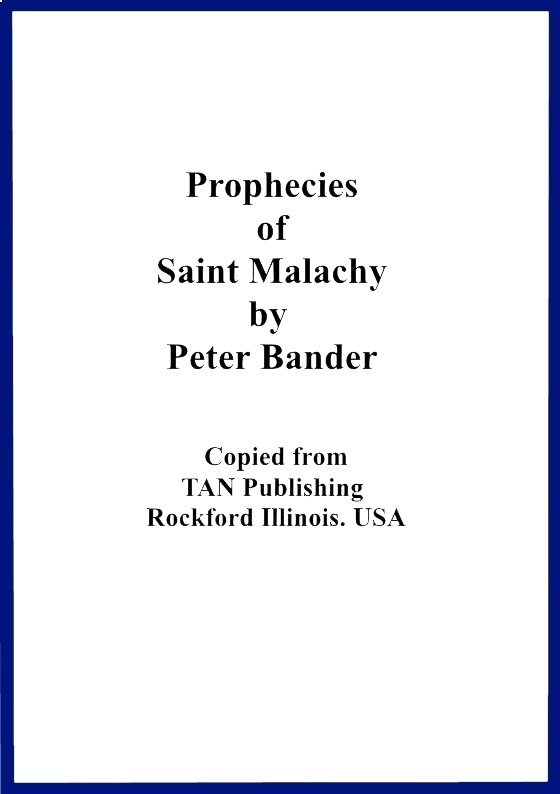 Prophecies
of
Saint Malachy
by
Peter Bander
Copied from
TAN Publishing
Rockford Illinois. USA